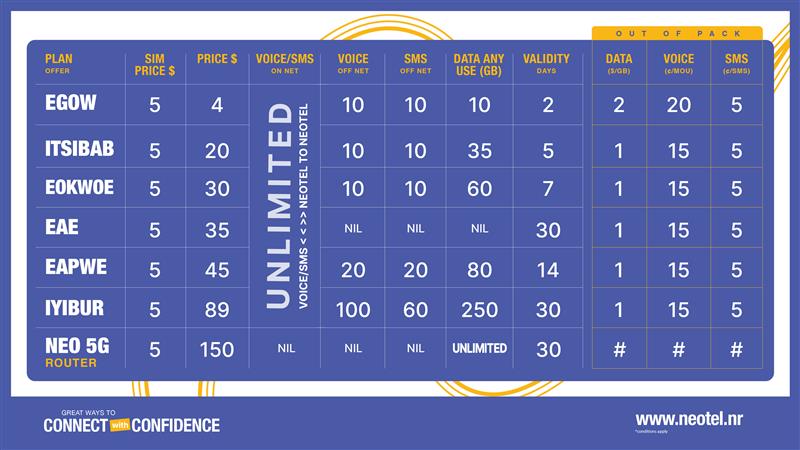 OUT OF PACK
PLAN SIM PRICE $ VOICE/SMS VOICE SMS DATA ANY VALIDITY DATA VOICE SMS
OFFER PRICE $ ON NET OFF NET OFF NET USE (GB) DAYS ($/GB) (¢/MOU) (¢/SMS)
EGOW 5 4 10 10 10 2 2 20 5
ITSIBAB 5 20 10 10 35 5 1 15 5
EOKWOE 5 30 10 10 60 7 1 15 5
EAE 5 35 NIL NIL NIL 30 1 15 5
EAPWE 5 45 20 20 80 14 1 15 5
IYIBUR 5 89 100 60 250 30 1 15 5
UNLIMITED
VOICE/SMS < < >> NEOTEL TO NEOTEL
NEO 5G 5 150 NIL NIL NIL UNLIMITED 30 # # #
ROUTER
GREAT WAYS TO
CONNECT with CONFIDENCE
www.neotel.nr
*conditions apply